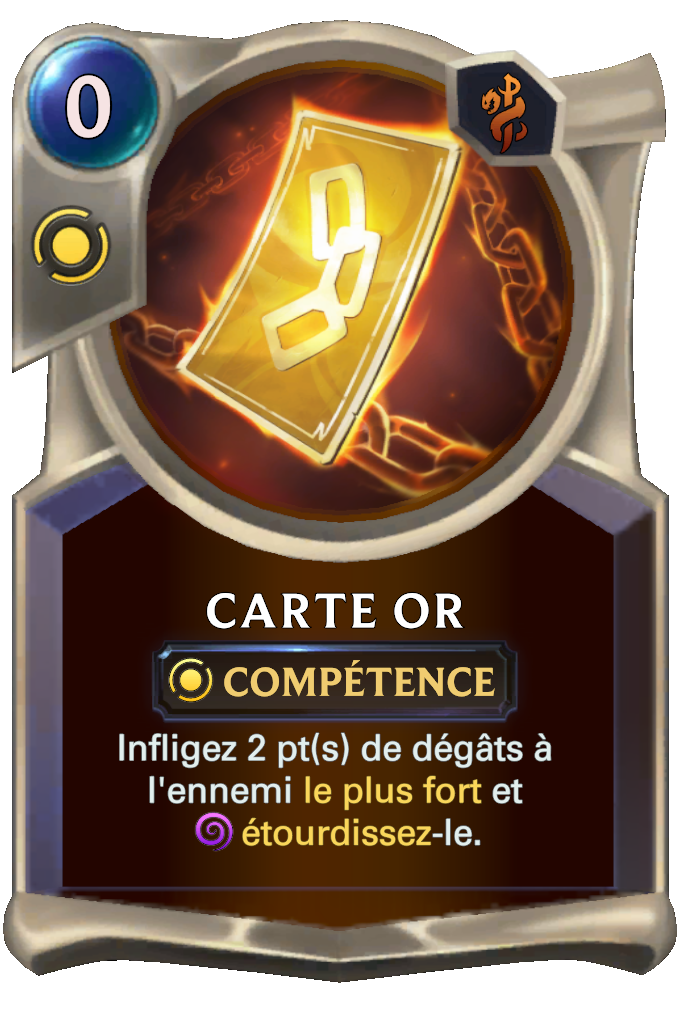 0
CARTE OR
COMPÉTENCE
Infligez 2 pt(s) de dégâts à
l'ennemi le plus fort et
étourdissez-le.